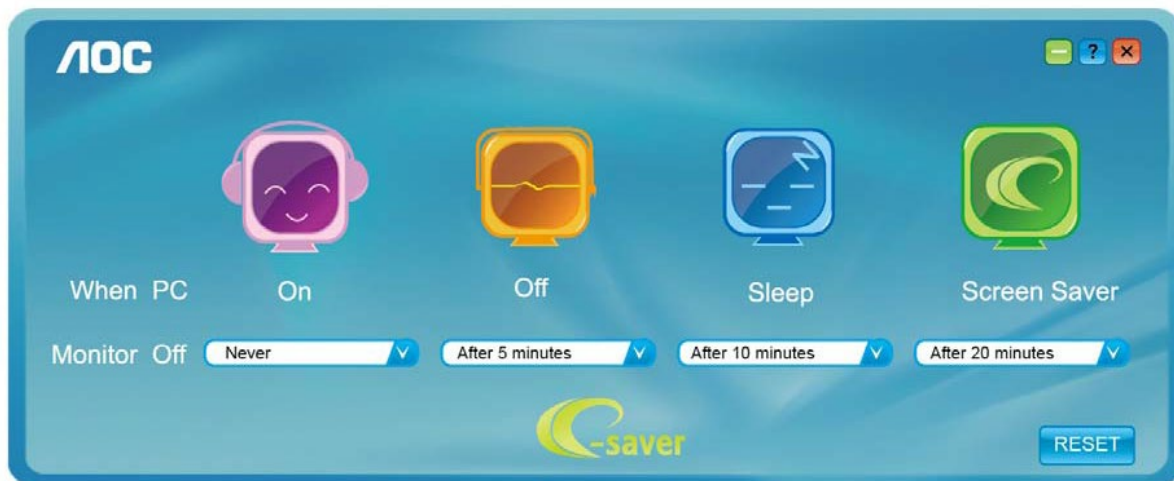 AOC
?
When PC On Off Sleep Screen Saver
Monitor Off Never After 5 minutes After 10 minutes After 20 minutes
e-saver
RESET